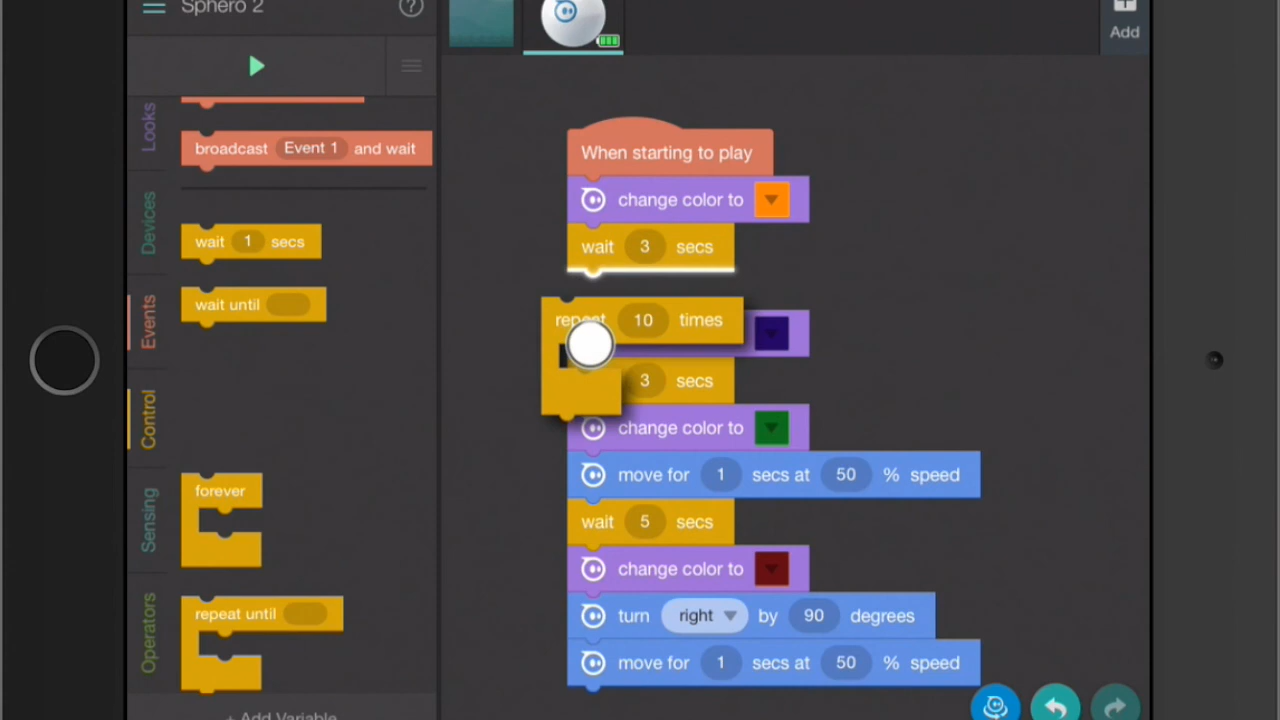 Sphero 2
?
Add
Looks
Devices
Events
Control
Sensing
Operators
broadcast Event 1 and wait
wait 1 secs
wait until
forever
repeat until
+ Add Variable
When starting to play
change color to
wait 3 secs
repeat 10 times
3 secs
change color to
move for 1 secs at 50 % speed
wait 5 secs
change color to
turn right by 90 degrees
move for 1 secs at 50 % speed